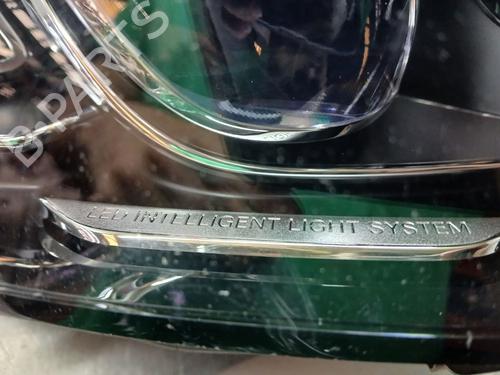 B-PARTS
LED INTELLIGENT LIGHT SYSTEM